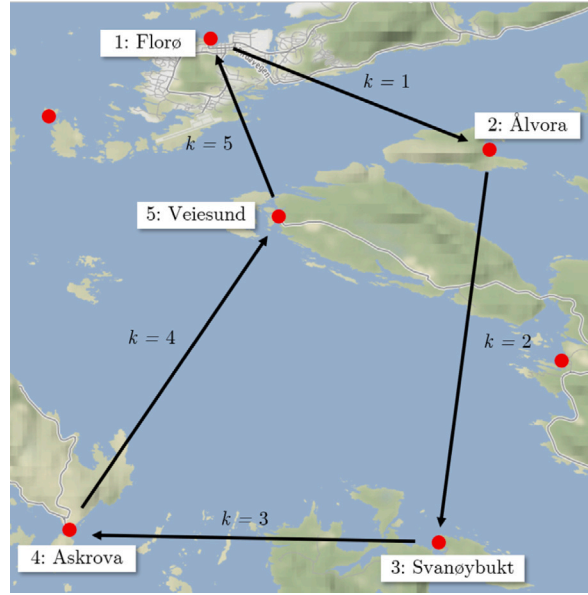 1: Florø
k = 1
2: Ålvora
k = 5
5: Veiesund
k = 4
k = 2
k = 3
4: Askrova
3: Svanøybukt